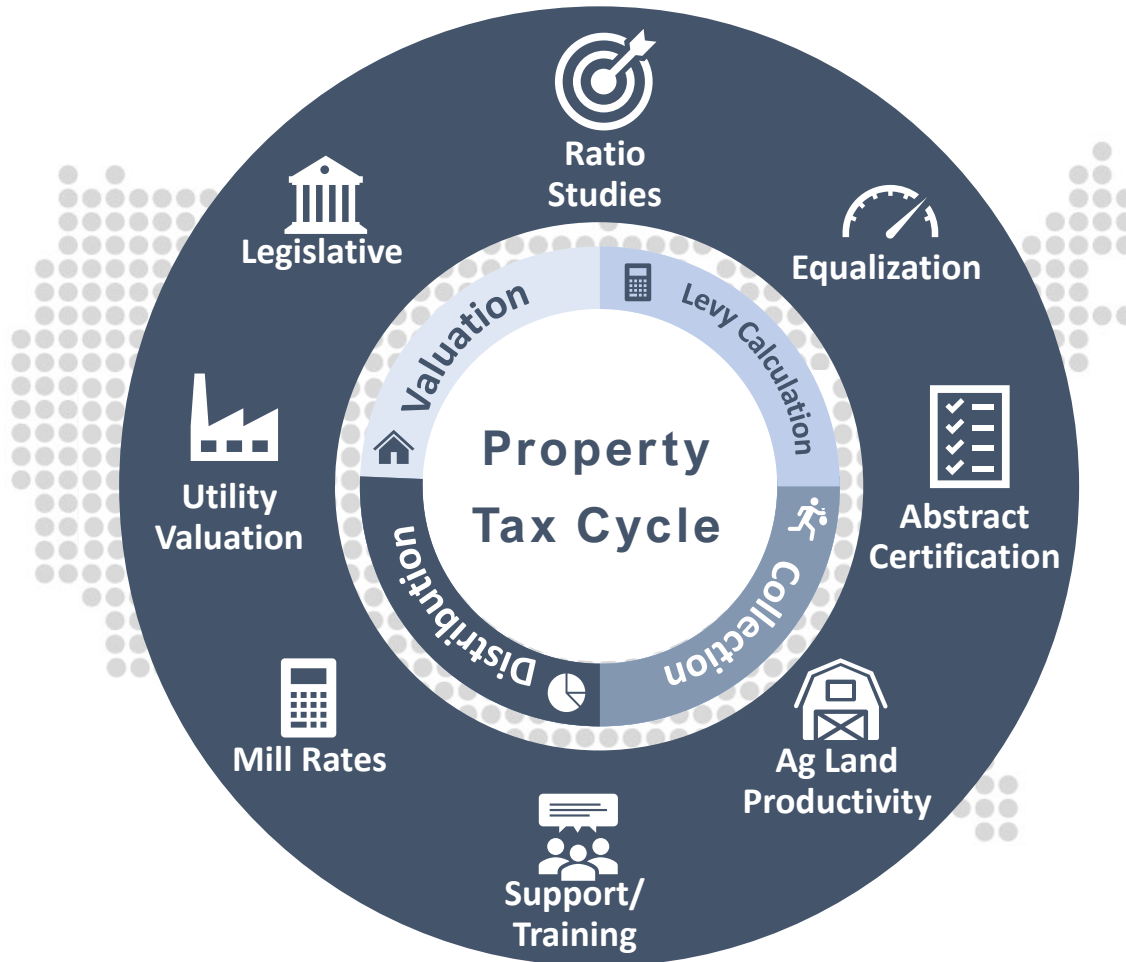 Ratio
Studies
Equalization
Abstract
Certification
Ag Land
Productivity
Support/
Training
Mill Rates
Utility
Valuation
Legislative
Valuation
Levy Calculation
Collection
Distribution
Property
Tax Cycle